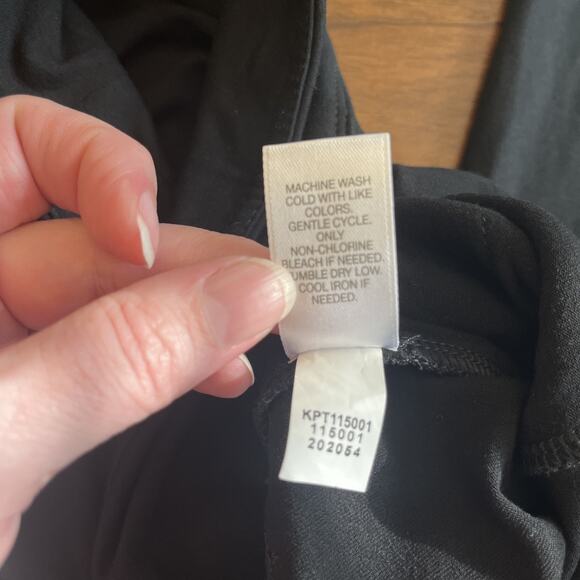 MACHINE WASH
COLD WITH LIKE
COLORS.
GENTLE CYCLE.
ONLY
NON-CHLORINE
BLEACH IF NEEDED.
TUMBLE DRY LOW.
COOL IRON IF
NEEDED.
KPT115001
115001
202054